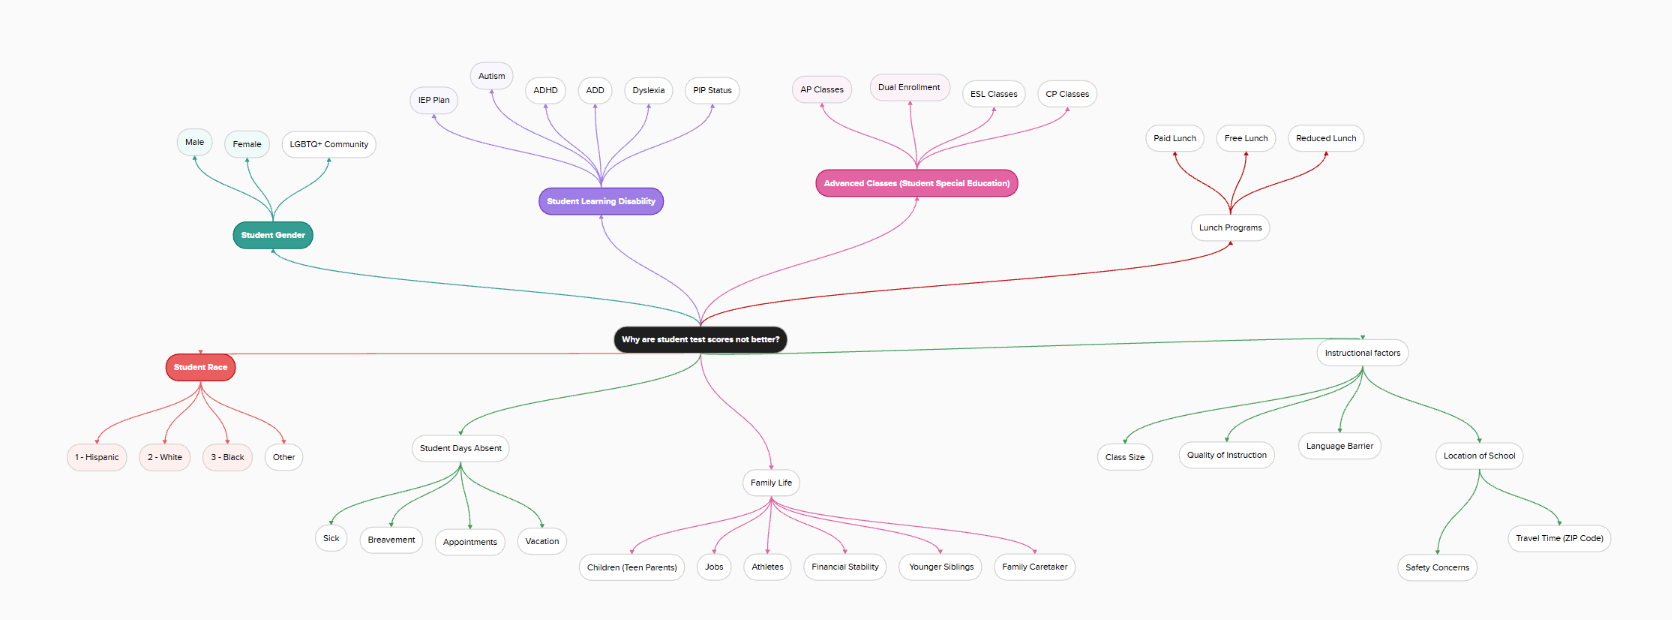 Autism
ADHD
ADD
Dyslexia
PIP Status
IEP Plan
AP Classes
Dual Enrollment
ESL Classes
CP Classes
Male
Female
LGBTQ+ Community
Paid Lunch
Free Lunch
Reduced Lunch
Student Learning Disability
Advanced Classes (Student Special Education)
Student Gender
Lunch Programs
Why are student test scores not better?
Student Race
Instructional factors
1 - Hispanic
2 - White
3 - Black
Other
Student Days Absent
Family Life
Class Size
Quality of Instruction
Language Barrier
Location of School
Sick
Breavement
Appointments
Vacation
Children (Teen Parents)
Jobs
Athletes
Financial Stability
Younger Siblings
Family Caretaker
Safety Concerns
Travel Time (ZIP Code)